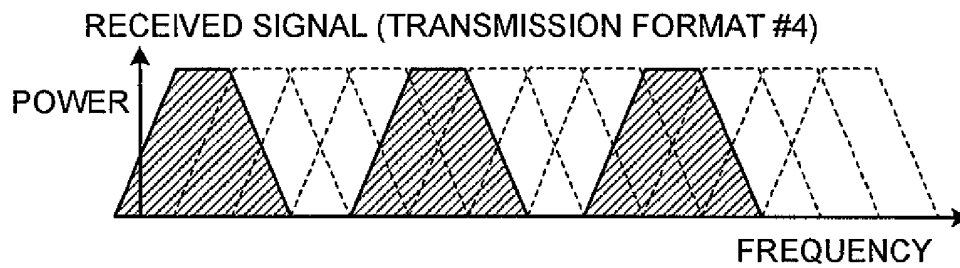 RECEIVED SIGNAL (TRANSMISSION FORMAT #4)
POWER
FREQUENCY